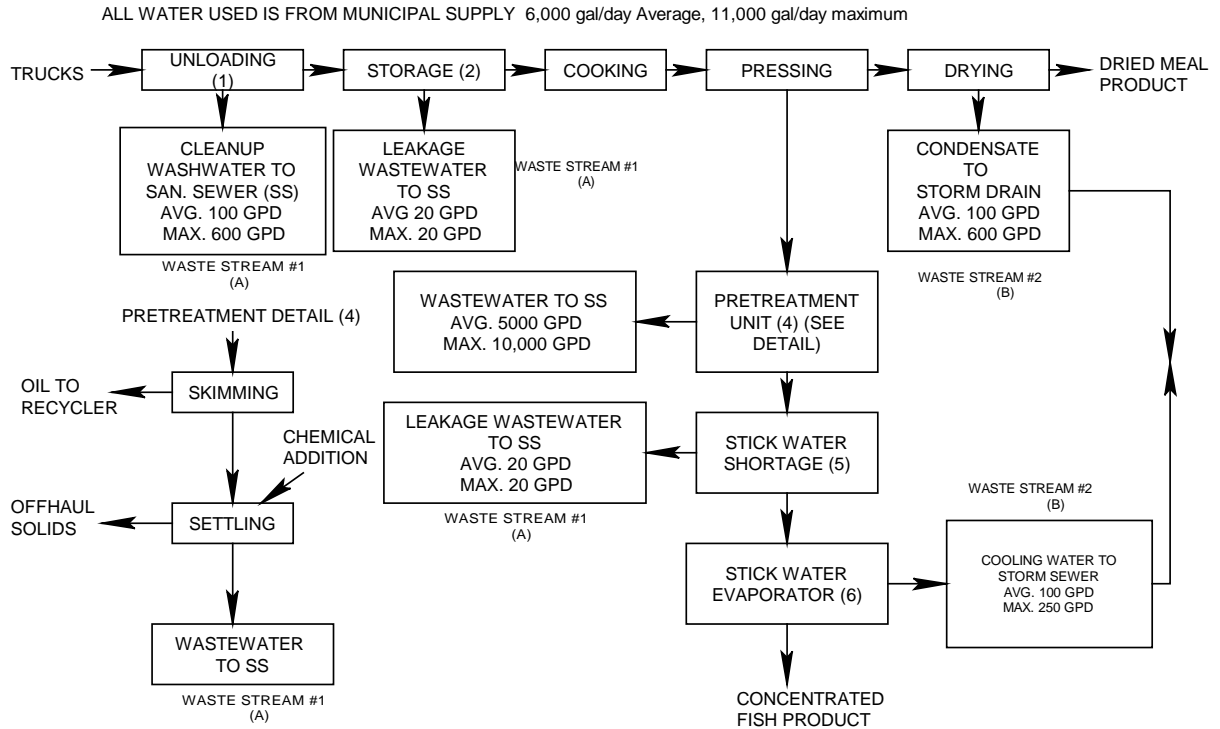 ALL WATER USED IS FROM MUNICIPAL SUPPLY 6,000 gal/day Average, 11,000 gal/day maximum
TRUCKS
UNLOADING
(1)
STORAGE (2)
COOKING
PRESSING
DRYING
DRIED MEAL
PRODUCT
CLEANUP
WASHWATER TO
SAN. SEWER (SS)
AVG. 100 GPD
MAX. 600 GPD
WASTE STREAM #1
(A)
LEAKAGE
WASTEWATER
TO SS
AVG 20 GPD
MAX. 20 GPD
WASTE STREAM #1
(A)
CONDENSATE
TO
STORM DRAIN
AVG. 100 GPD
MAX. 600 GPD
WASTE STREAM #2
(B)
WASTEWATER TO SS
AVG. 5000 GPD
MAX. 10,000 GPD
PRETREATMENT
UNIT (4) (SEE
DETAIL)
PRETREATMENT DETAIL (4)
OIL TO
RECYCLER
SKIMMING
CHEMICAL
ADDITION
OFFHAUL
SOLIDS
SETTLING
WASTEWATER
TO SS
WASTE STREAM #1
(A)
LEAKAGE WASTEWATER
TO SS
AVG. 20 GPD
MAX. 20 GPD
WASTE STREAM #1
(A)
STICK WATER
SHORTAGE (5)
STICK WATER
EVAPORATOR (6)
WASTE STREAM #2
(B)
COOLING WATER TO
STORM SEWER
AVG. 100 GPD
MAX. 250 GPD
CONCENTRATED
FISH PRODUCT